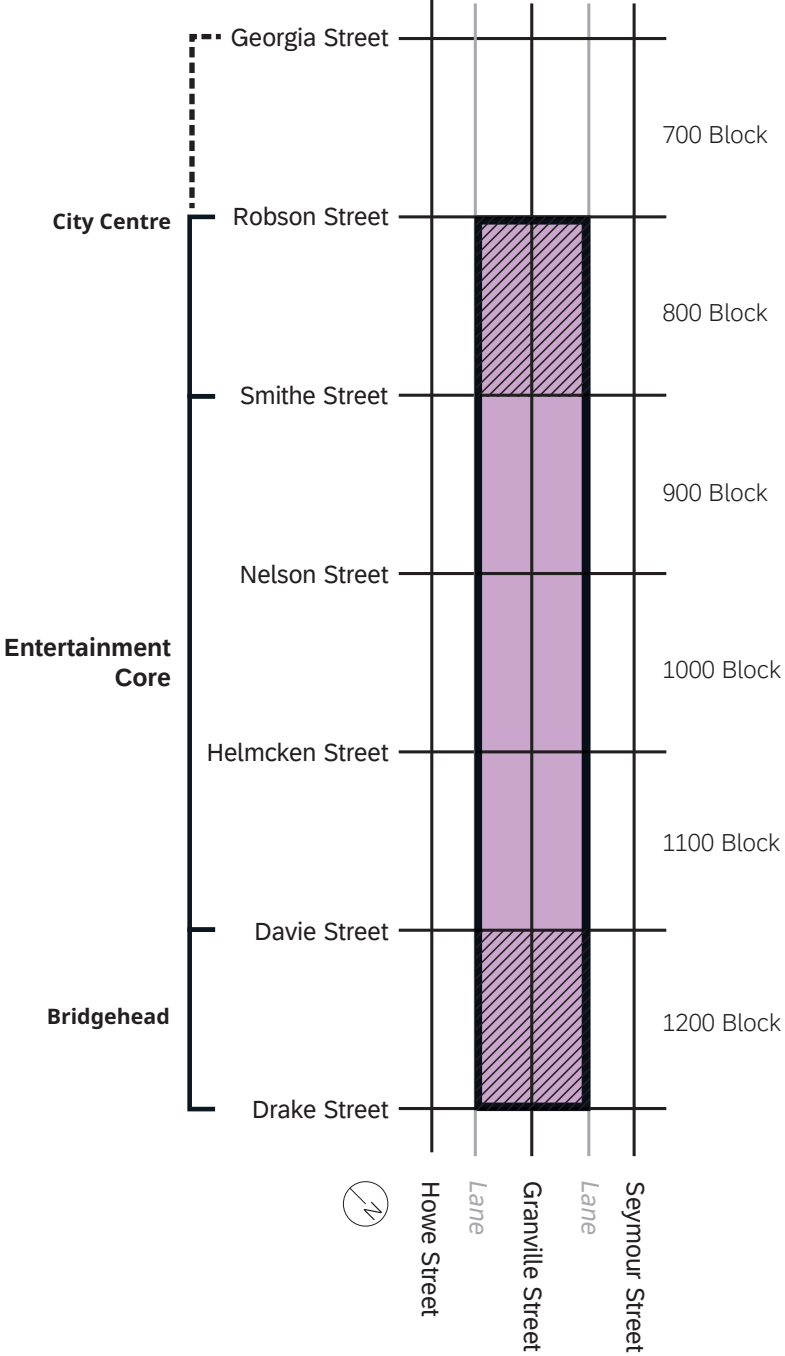 Georgia Street
700 Block
City Centre
Robson Street
800 Block
Smithe Street
900 Block
Nelson Street
Entertainment
Core
1000 Block
Helmcken Street
1100 Block
Davie Street
Bridgehead
1200 Block
Drake Street
N
Howe Street
Lane
Granville Street
Lane
Seymour Street